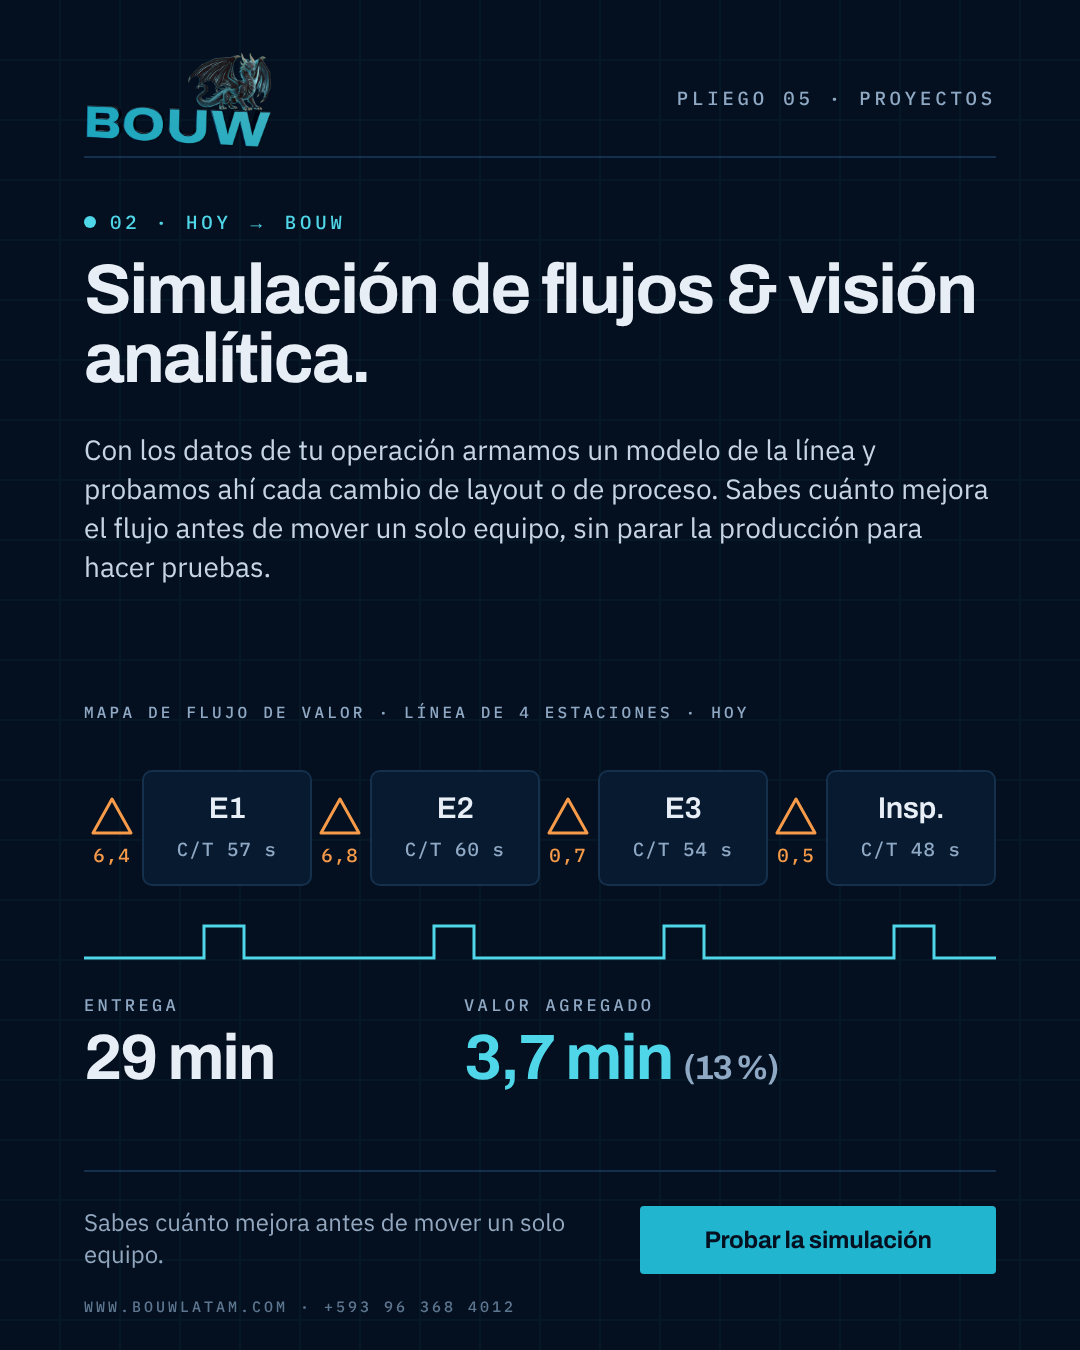 BOUW
PLIEGO 05 · PROYECTOS
02 · HOY → BOUW
Simulación de flujos & visión
analítica.
Con los datos de tu operación armamos un modelo de la línea y
probamos ahí cada cambio de layout o de proceso. Sabes cuánto mejora
el flujo antes de mover un solo equipo, sin parar la producción para
hacer pruebas.
MAPA DE FLUJO DE VALOR · LÍNEA DE 4 ESTACIONES · HOY
E1 E2 E3 Insp.
C/T 57 s C/T 60 s C/T 54 s C/T 48 s
6,4 6,8 0,7 0,5
ENTREGA VALOR AGREGADO
29 min 3,7 min (13 %)
Sabes cuánto mejora antes de mover un solo
equipo.
Probar la simulación
WWW.BOUWLATAM.COM · +593 96 368 4012